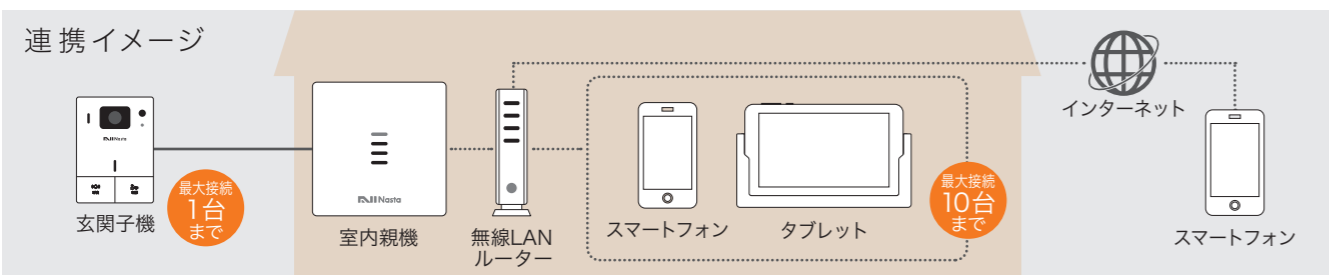 連携イメージ
Nasta
最大接続
1台
まで
玄関子機
Nasta
室内親機
無線LAN
ルーター
スマートフォン
タブレット
最大接続
10台
まで
インターネット
スマートフォン